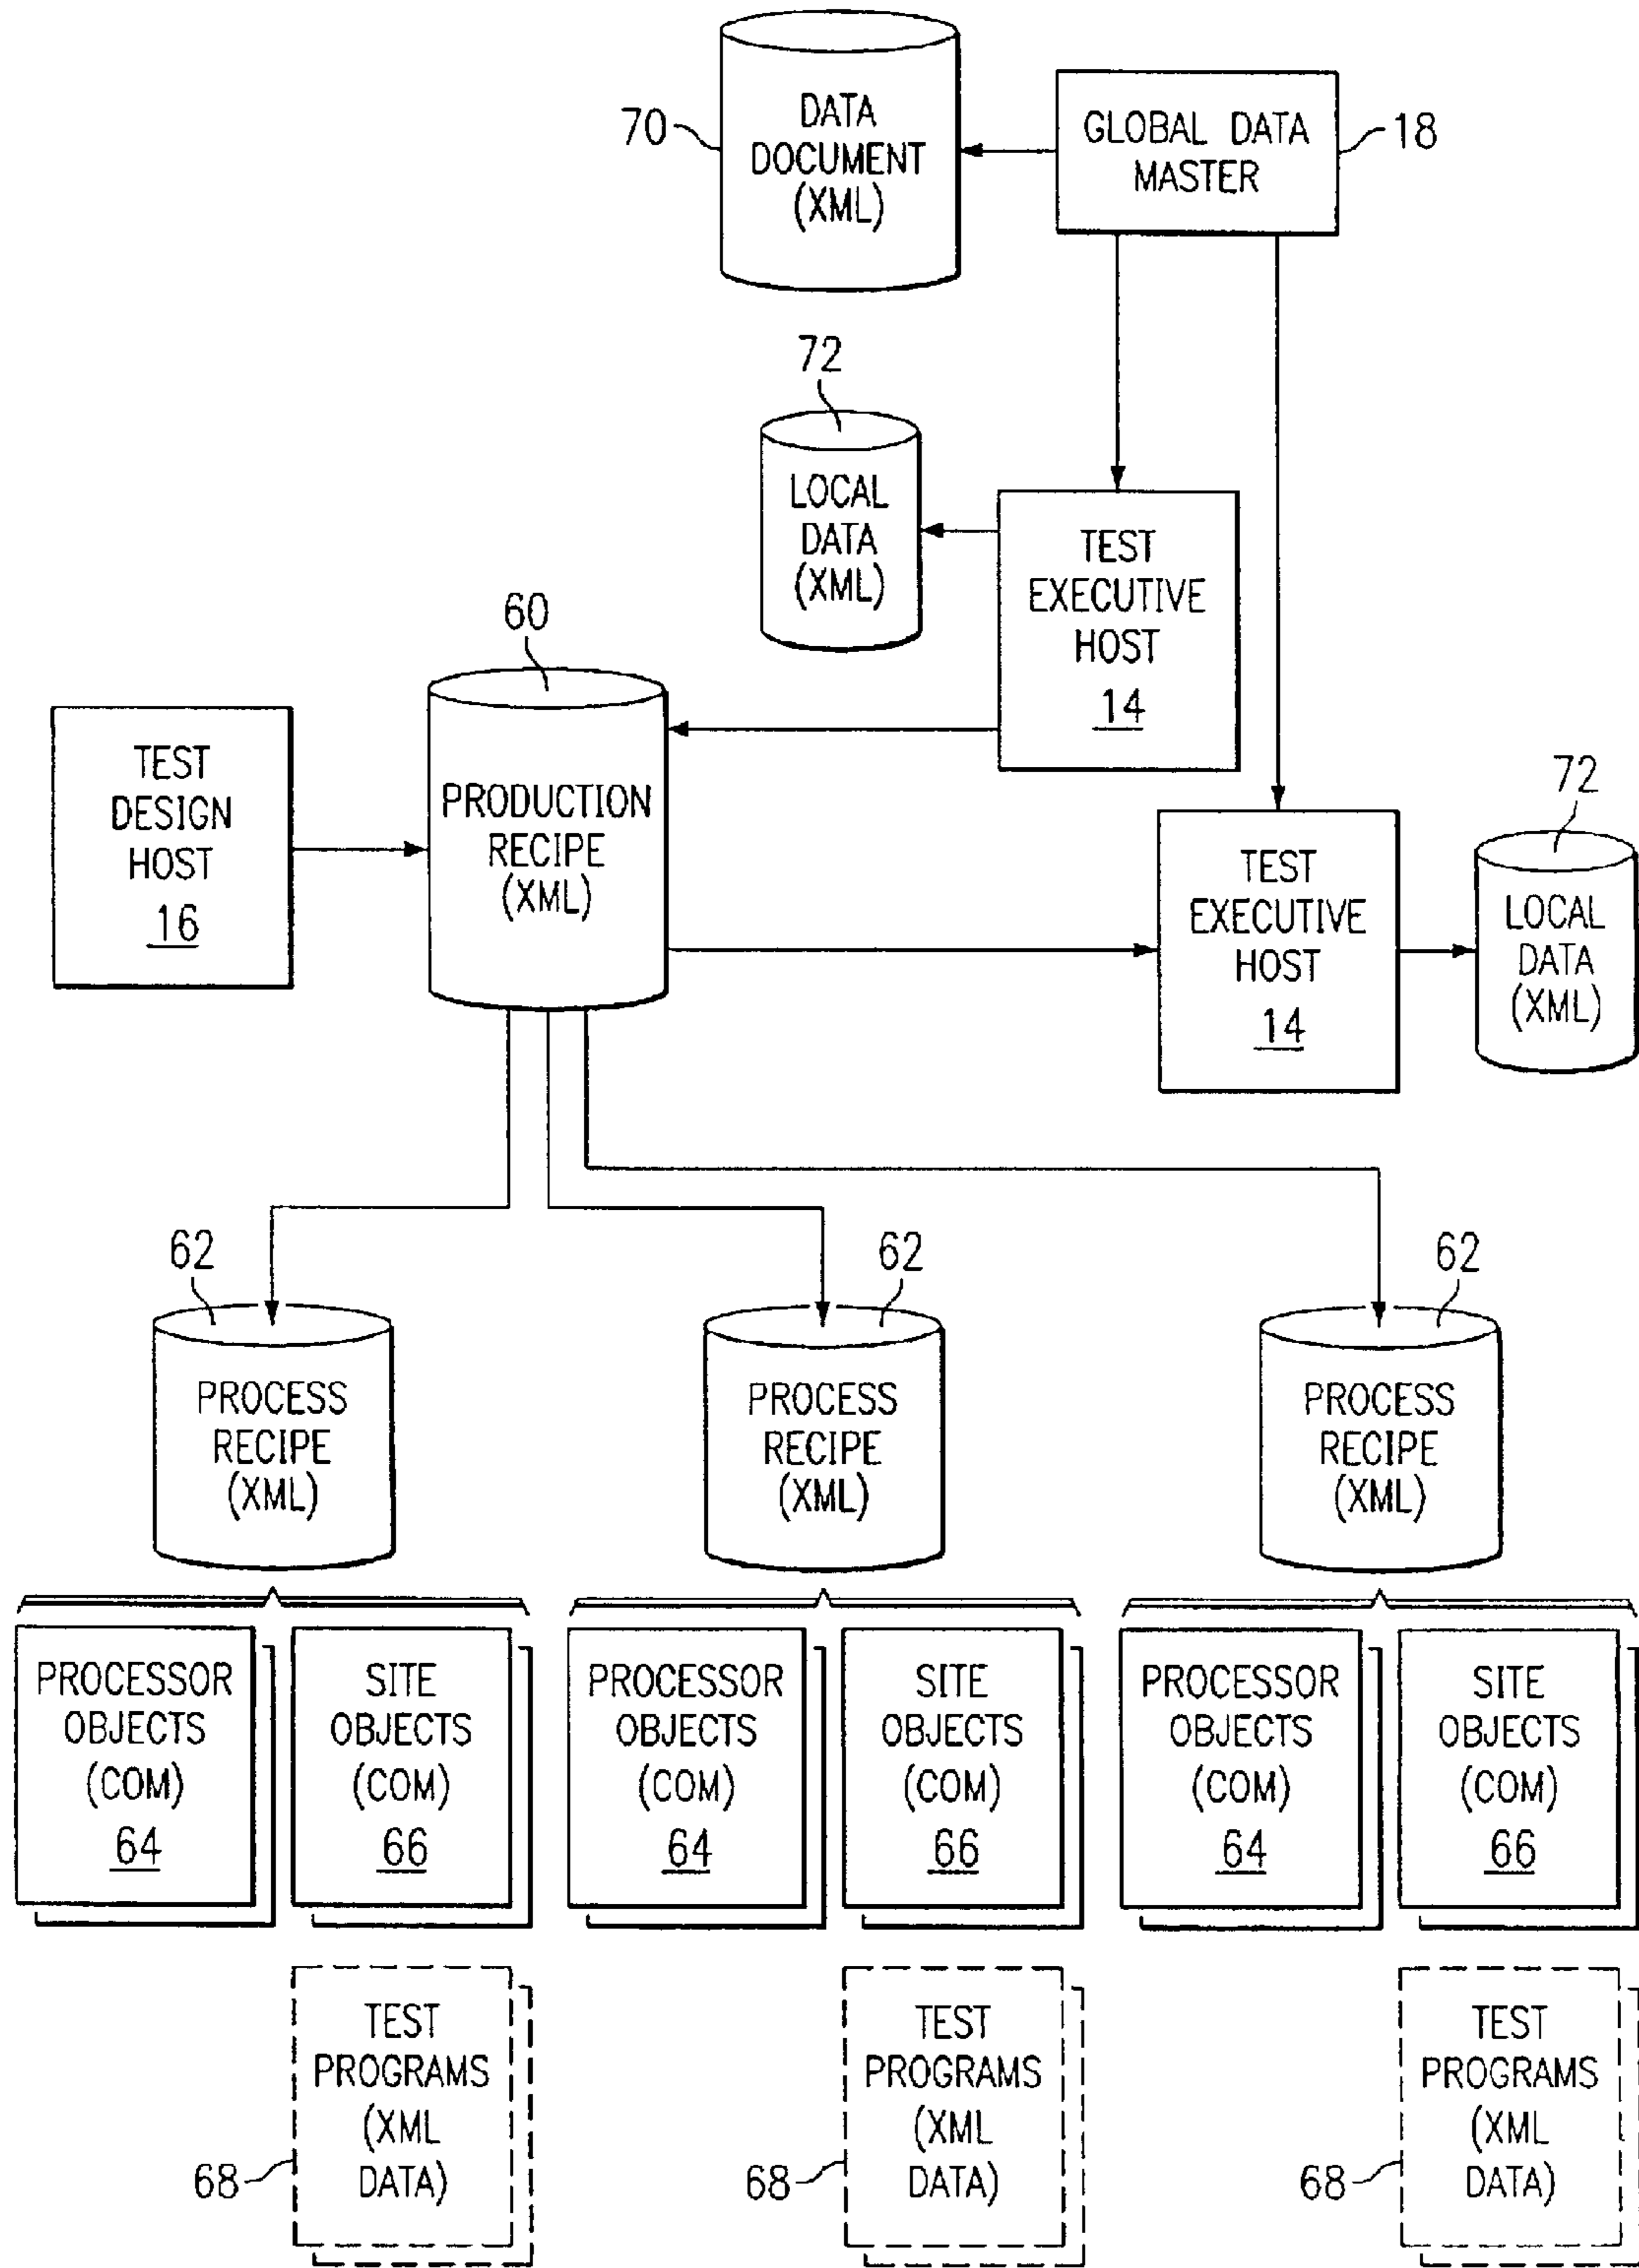 70
DATA
DOCUMENT
(XML)
GLOBAL DATA
MASTER
18
72
LOCAL
DATA
(XML)
TEST
EXECUTIVE
HOST
14
60
TEST
DESIGN
HOST
16
PRODUCTION
RECIPE
(XML)
TEST
EXECUTIVE
HOST
14
72
LOCAL
DATA
(XML)
62
PROCESS
RECIPE
(XML)
62
PROCESS
RECIPE
(XML)
62
PROCESS
RECIPE
(XML)
PROCESSOR
OBJECTS
(COM)
64
SITE
OBJECTS
(COM)
66
PROCESSOR
OBJECTS
(COM)
64
SITE
OBJECTS
(COM)
66
PROCESSOR
OBJECTS
(COM)
64
SITE
OBJECTS
(COM)
66
TEST
PROGRAMS
(XML
DATA)
68
TEST
PROGRAMS
(XML
DATA)
68
TEST
PROGRAMS
(XML
DATA)
68